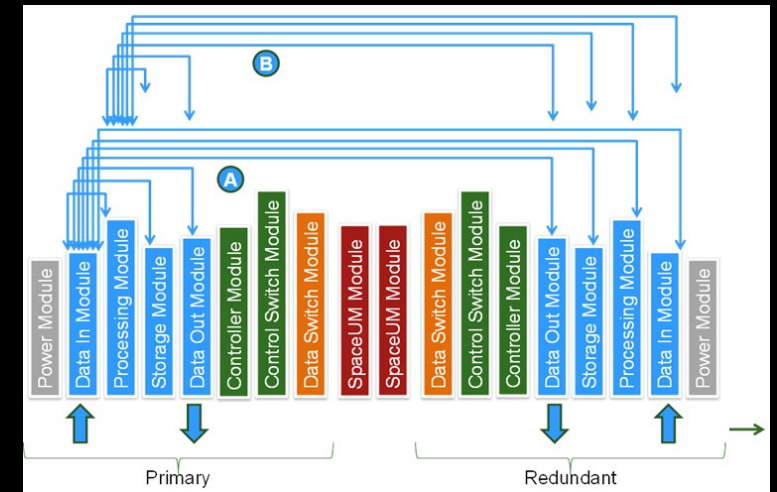 B
A
Power Module
Data In Module
Processing Module
Storage Module
Data Out Module
Controller Module
Control Switch Module
Data Switch Module
SpaceUM Module
SpaceUM Module
Data Switch Module
Control Switch Module
Controller Module
Data Out Module
Storage Module
Processing Module
Data In Module
Power Module
Primary
Redundant